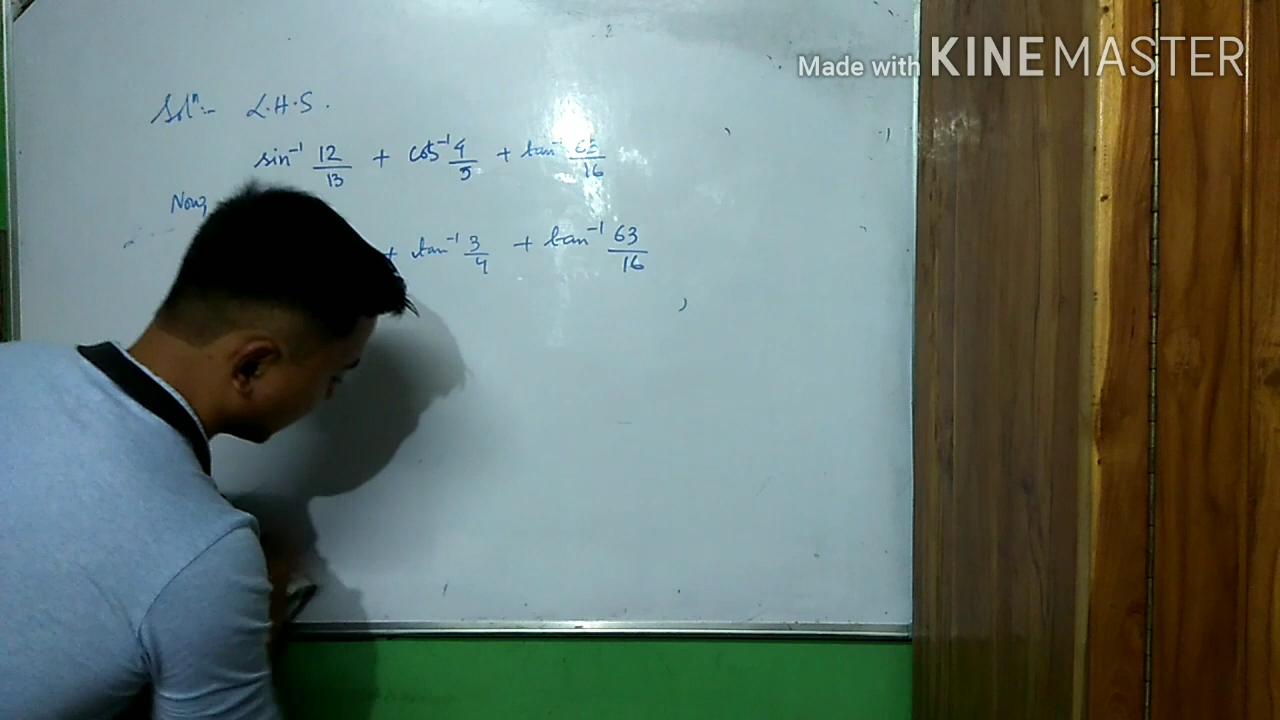 Made with KINEMASTER
Solⁿ:- L.H.S.
sin⁻¹ 12/13 + cos⁻¹ 4/5 + tan⁻¹ 63/16
Now,
+ tan⁻¹ 3/4 + tan⁻¹ 63/16